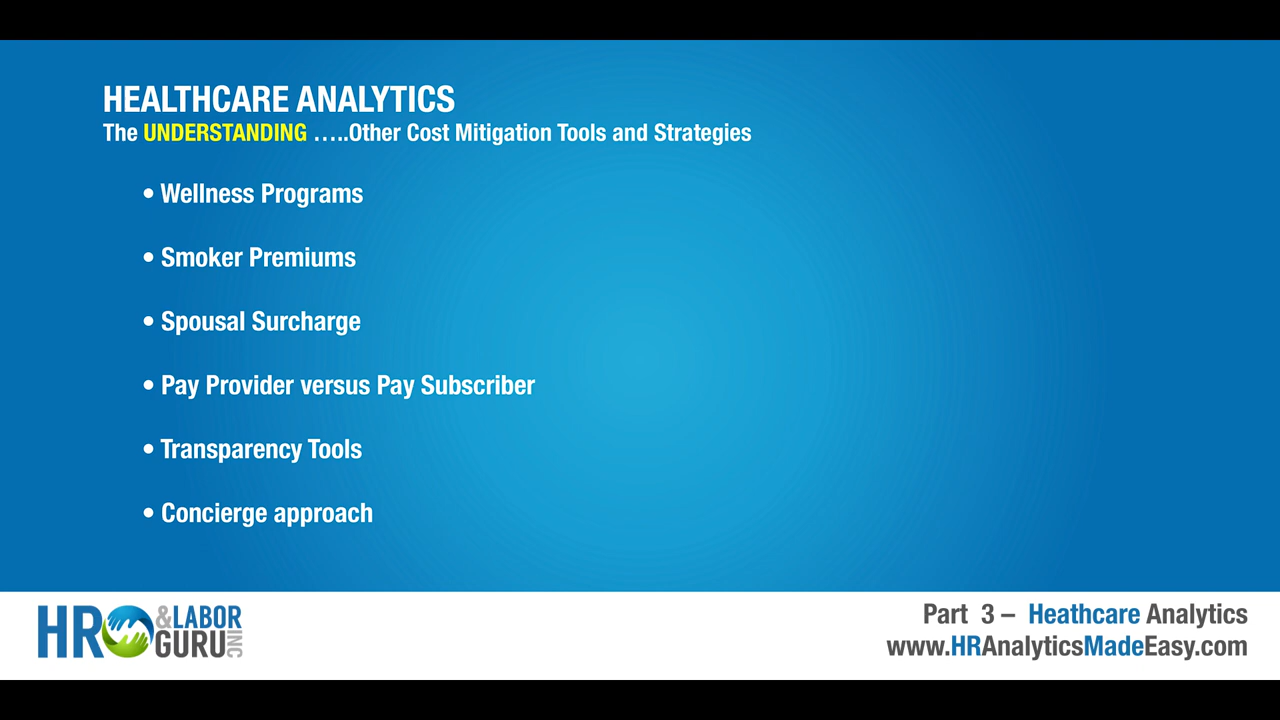 HEALTHCARE ANALYTICS
The UNDERSTANDING …..Other Cost Mitigation Tools and Strategies
• Wellness Programs
• Smoker Premiums
• Spousal Surcharge
• Pay Provider versus Pay Subscriber
• Transparency Tools
• Concierge approach
HR &LABOR GURU INC
Part 3 – Heathcare Analytics
www.HRAnalyticsMadeEasy.com